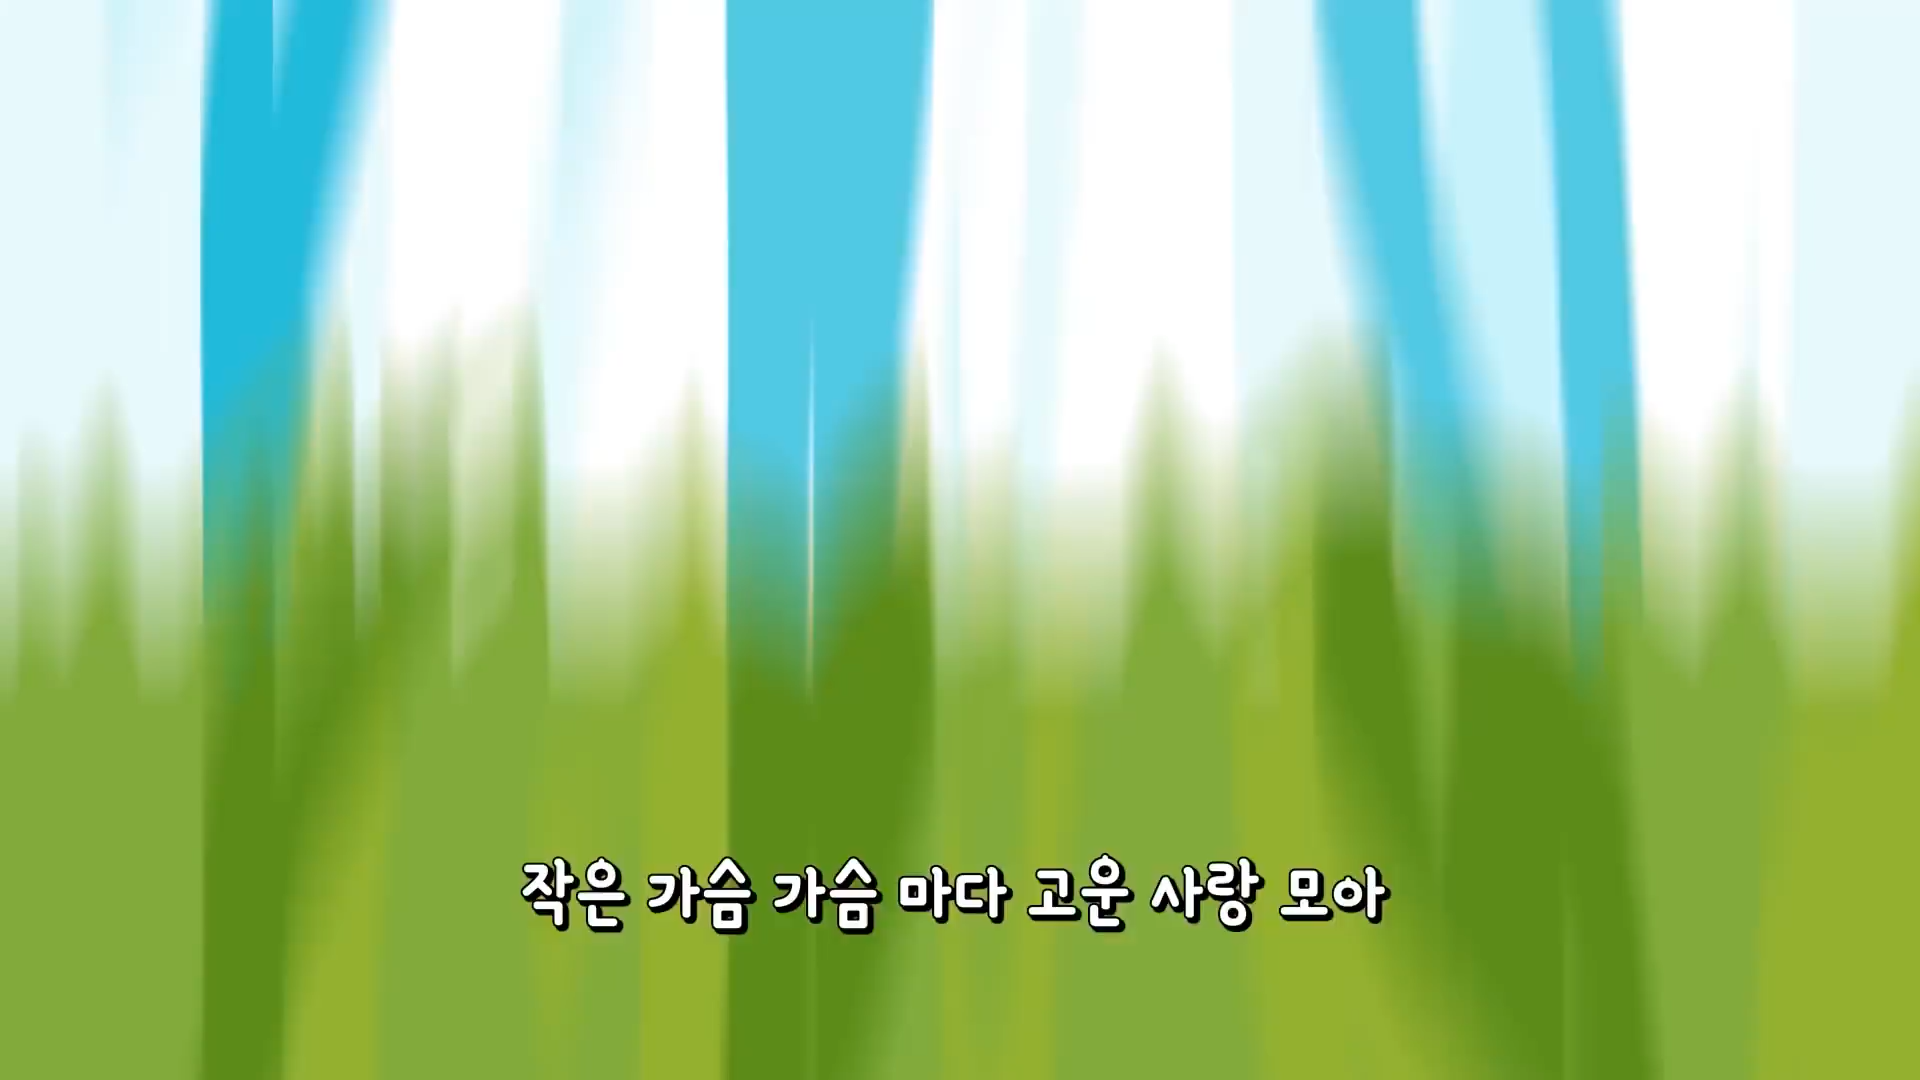 작은 가슴 가슴 마다 고운 사랑 모아